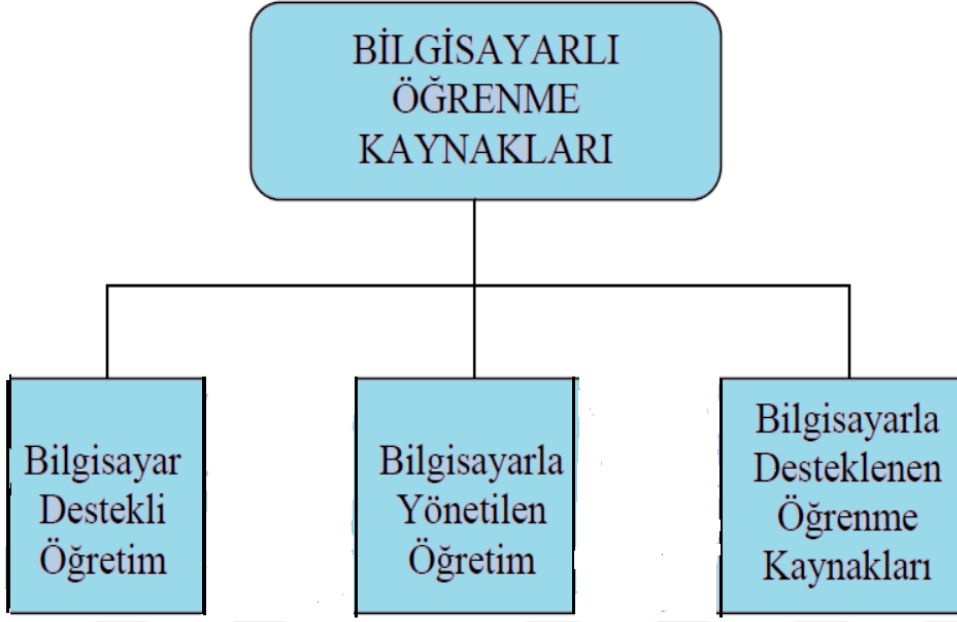 BİLGİSAYARLI
ÖĞRENME
KAYNAKLARI
Bilgisayar
Destekli
Öğretim
Bilgisayarla
Yönetilen
Öğretim
Bilgisayarla
Desteklenen
Öğrenme
Kaynakları